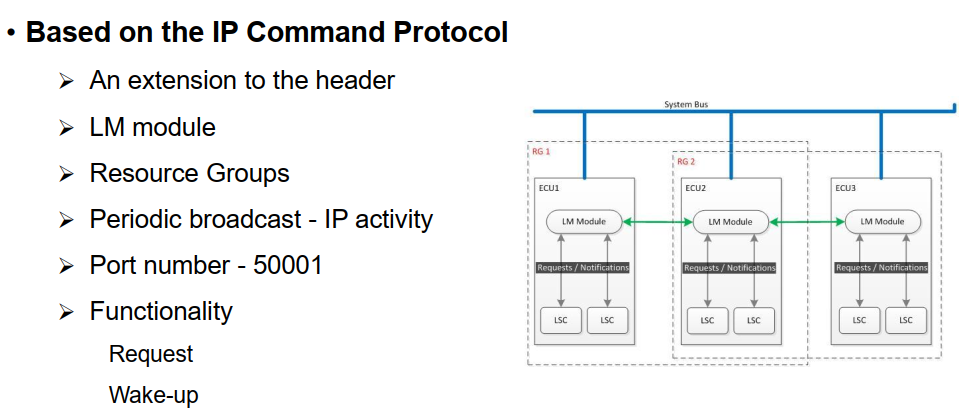 • Based on the IP Command Protocol
➢ An extension to the header
➢ LM module
➢ Resource Groups
➢ Periodic broadcast - IP activity
➢ Port number - 50001
➢ Functionality
Request
Wake-up
System Bus
RG 1
RG 2
ECU1
LM Module
Requests / Notifications
LSC
LSC
ECU2
LM Module
Requests / Notifications
LSC
LSC
ECU3
LM Module
Requests / Notifications
LSC
LSC